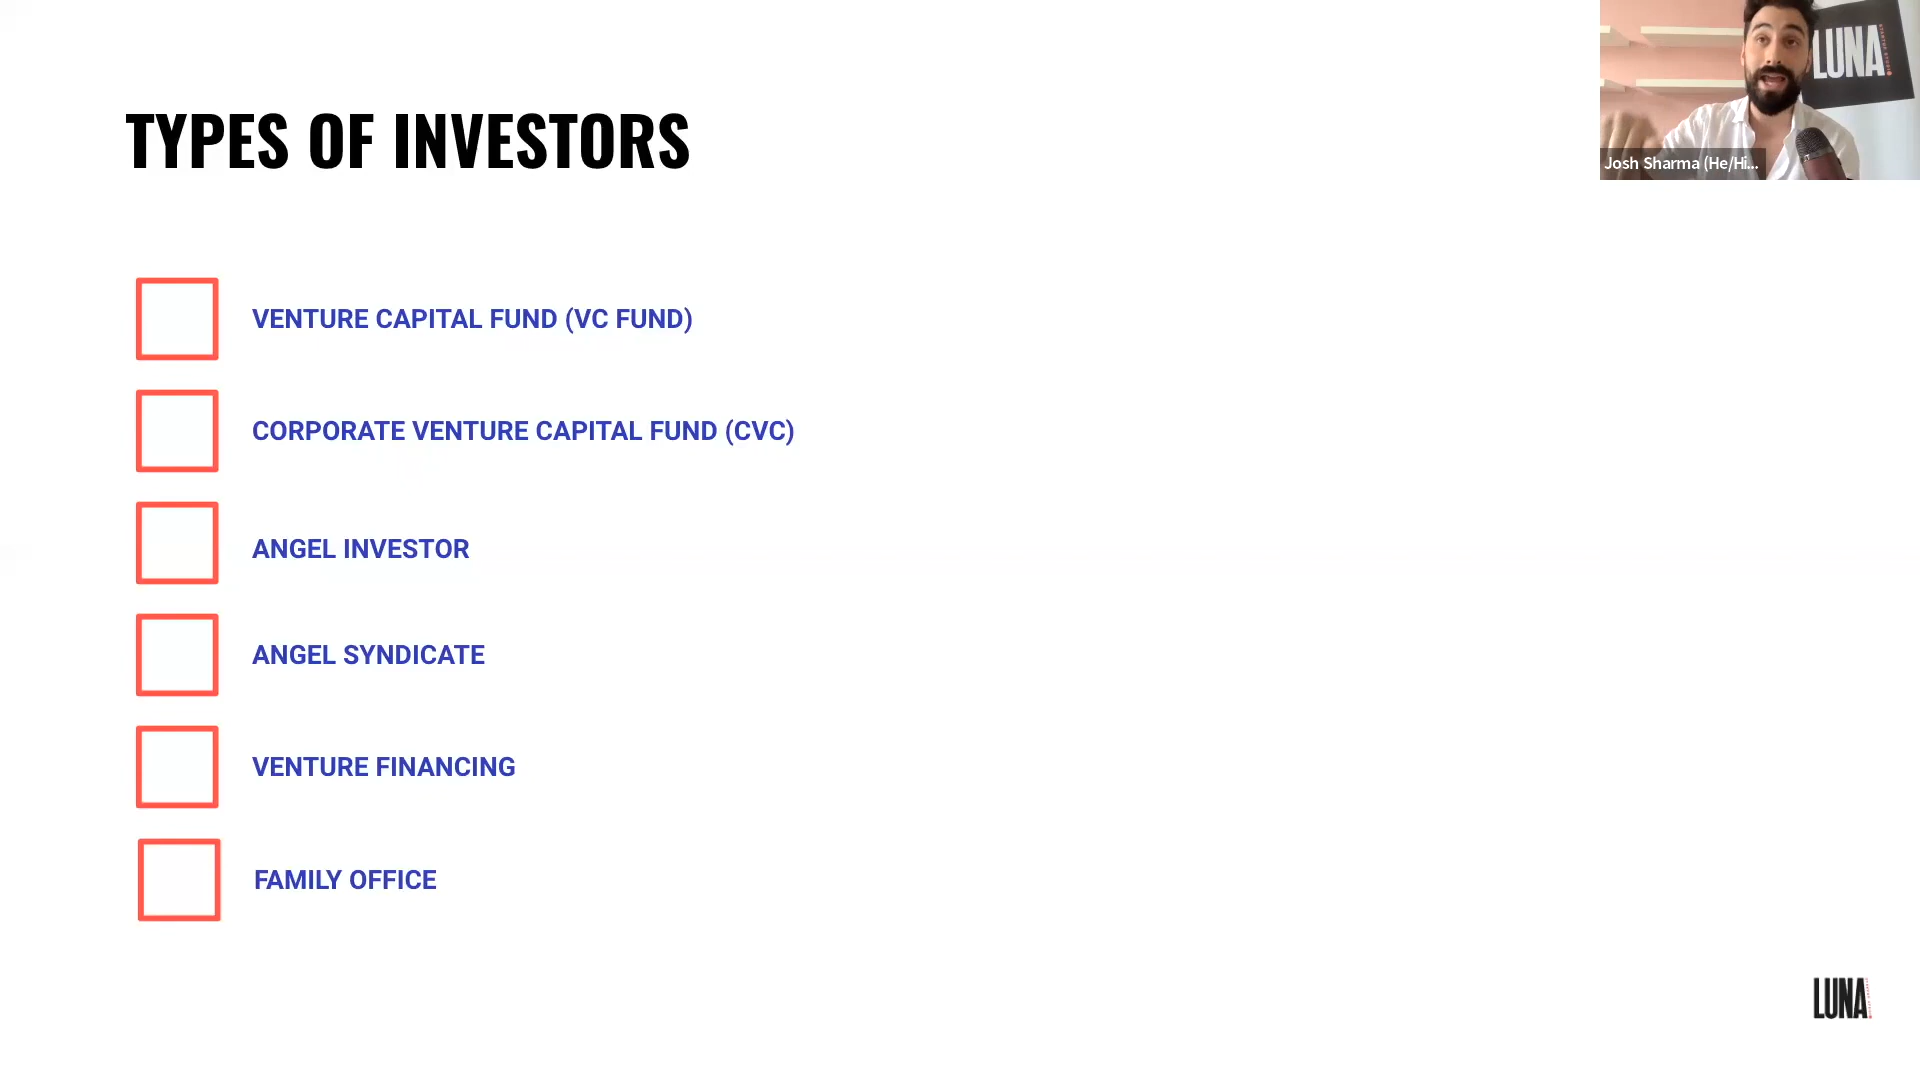 TYPES OF INVESTORS
VENTURE CAPITAL FUND (VC FUND)
CORPORATE VENTURE CAPITAL FUND (CVC)
ANGEL INVESTOR
ANGEL SYNDICATE
VENTURE FINANCING
FAMILY OFFICE
LUNA
Josh Sharma (He/Hi...
LUNA